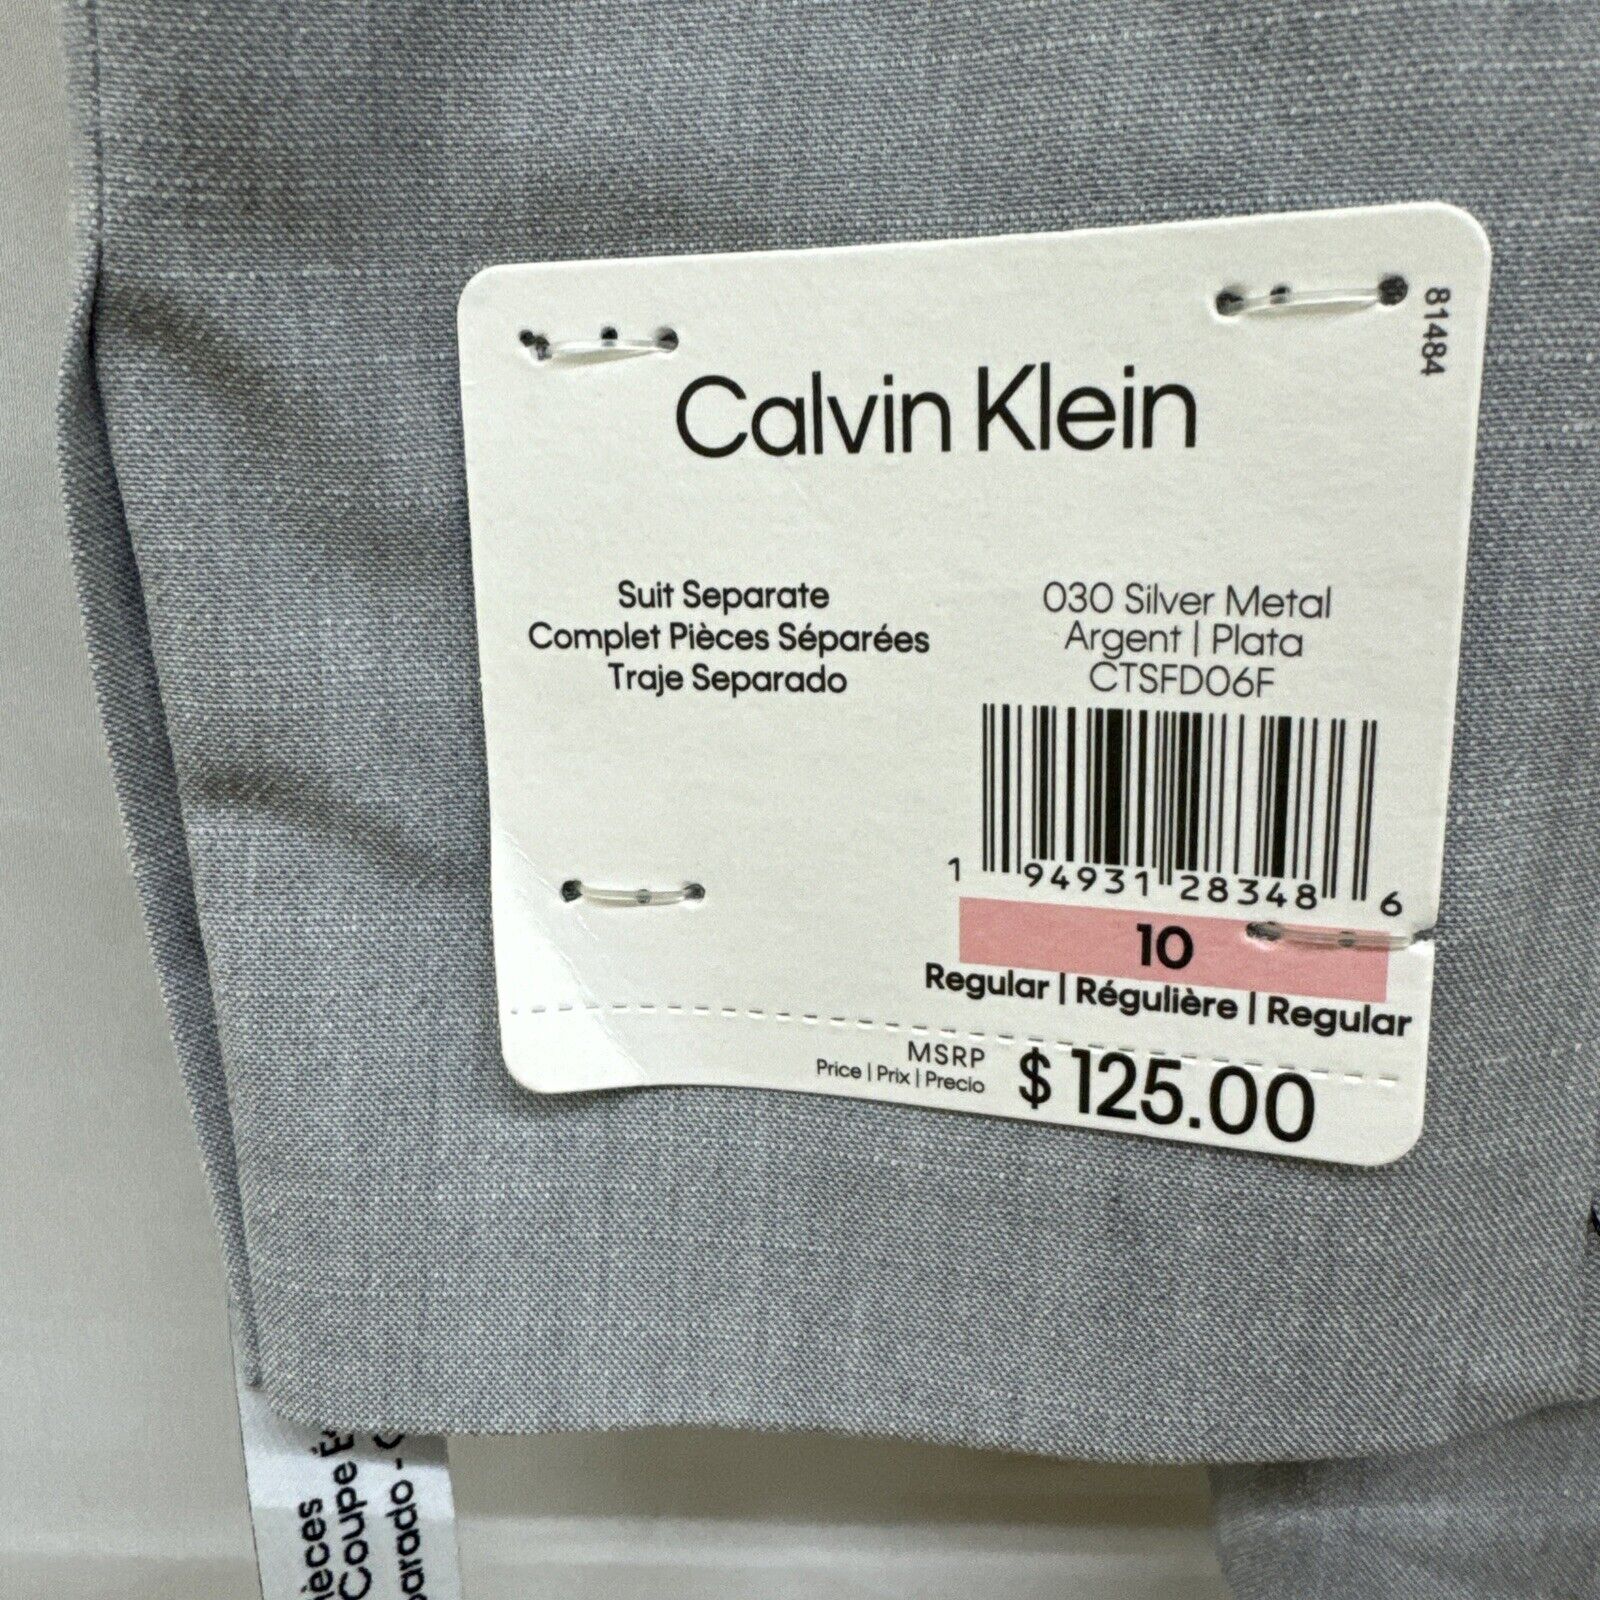 81484
Calvin Klein
Suit Separate
Complet Pièces Séparées
Traje Separado
030 Silver Metal
Argent | Plata
CTSFD06F
1 94931 28348 6
10
Regular | Régulière | Regular
MSRP
Price | Prix | Precio
$ 125.00
ièces
Coupe
parado -